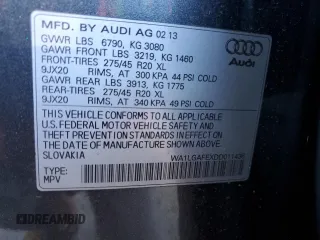 MFD. BY AUDI AG 02 13
GVWR LBS 6790, KG 3080
GAWR FRONT LBS 3219, KG 1460
FRONT-TIRES 275/45 R20 XL
9JX20 RIMS, AT 300 KPA 44 PSI COLD
GAWR REAR LBS 3913, KG 1775
REAR-TIRES 275/45 R20 XL
9JX20 RIMS, AT 340 KPA 49 PSI COLD
Audi
THIS VEHICLE CONFORMS TO ALL APPLICABLE
U.S. FEDERAL MOTOR VEHICLE SAFETY
AND THEFT PREVENTION STANDARDS IN EFFECT ON
THE DATE OF MANUFACTURE SHOWN ABOVE.
SLOVAKIA
TYPE:
MPV
DREAMBID